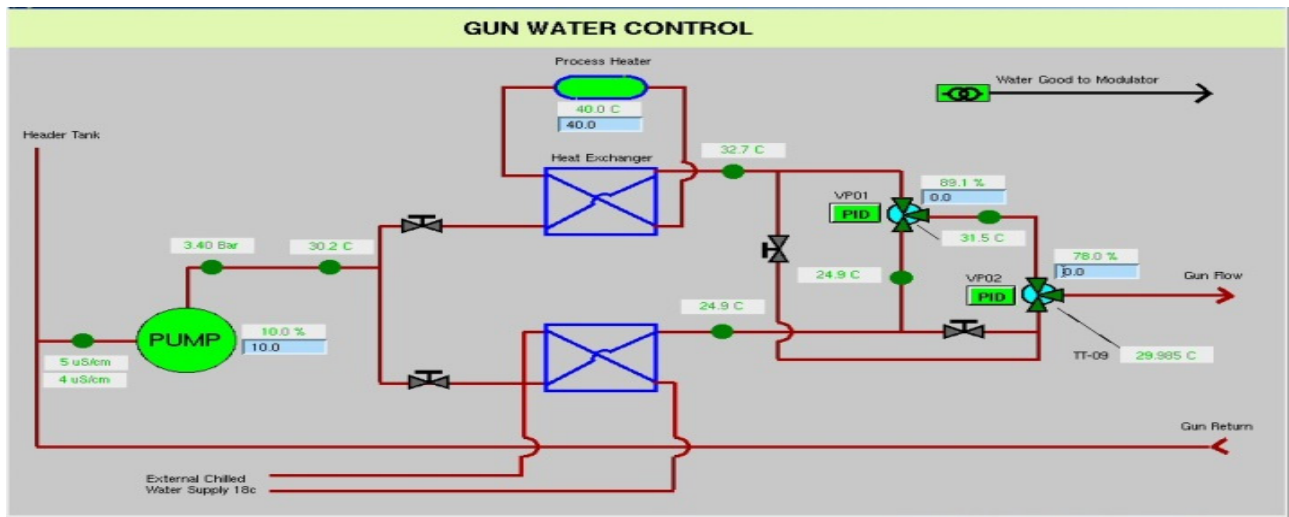 GUN WATER CONTROL
Process Heater
40.0 C
40.0
Water Good to Modulator
Header Tank
Heat Exchanger
32.7 C
89.1 %
0.0
VP01
PID
31.5 C
3.40 Bar
30.2 C
78.0 %
0.0
24.9 C
VP02
PID
Gun Flow
24.9 C
PUMP
10.0 %
10.0
TT-09
29.985 C
5 uS/cm
4 uS/cm
Gun Return
External Chilled
Water Supply 18c